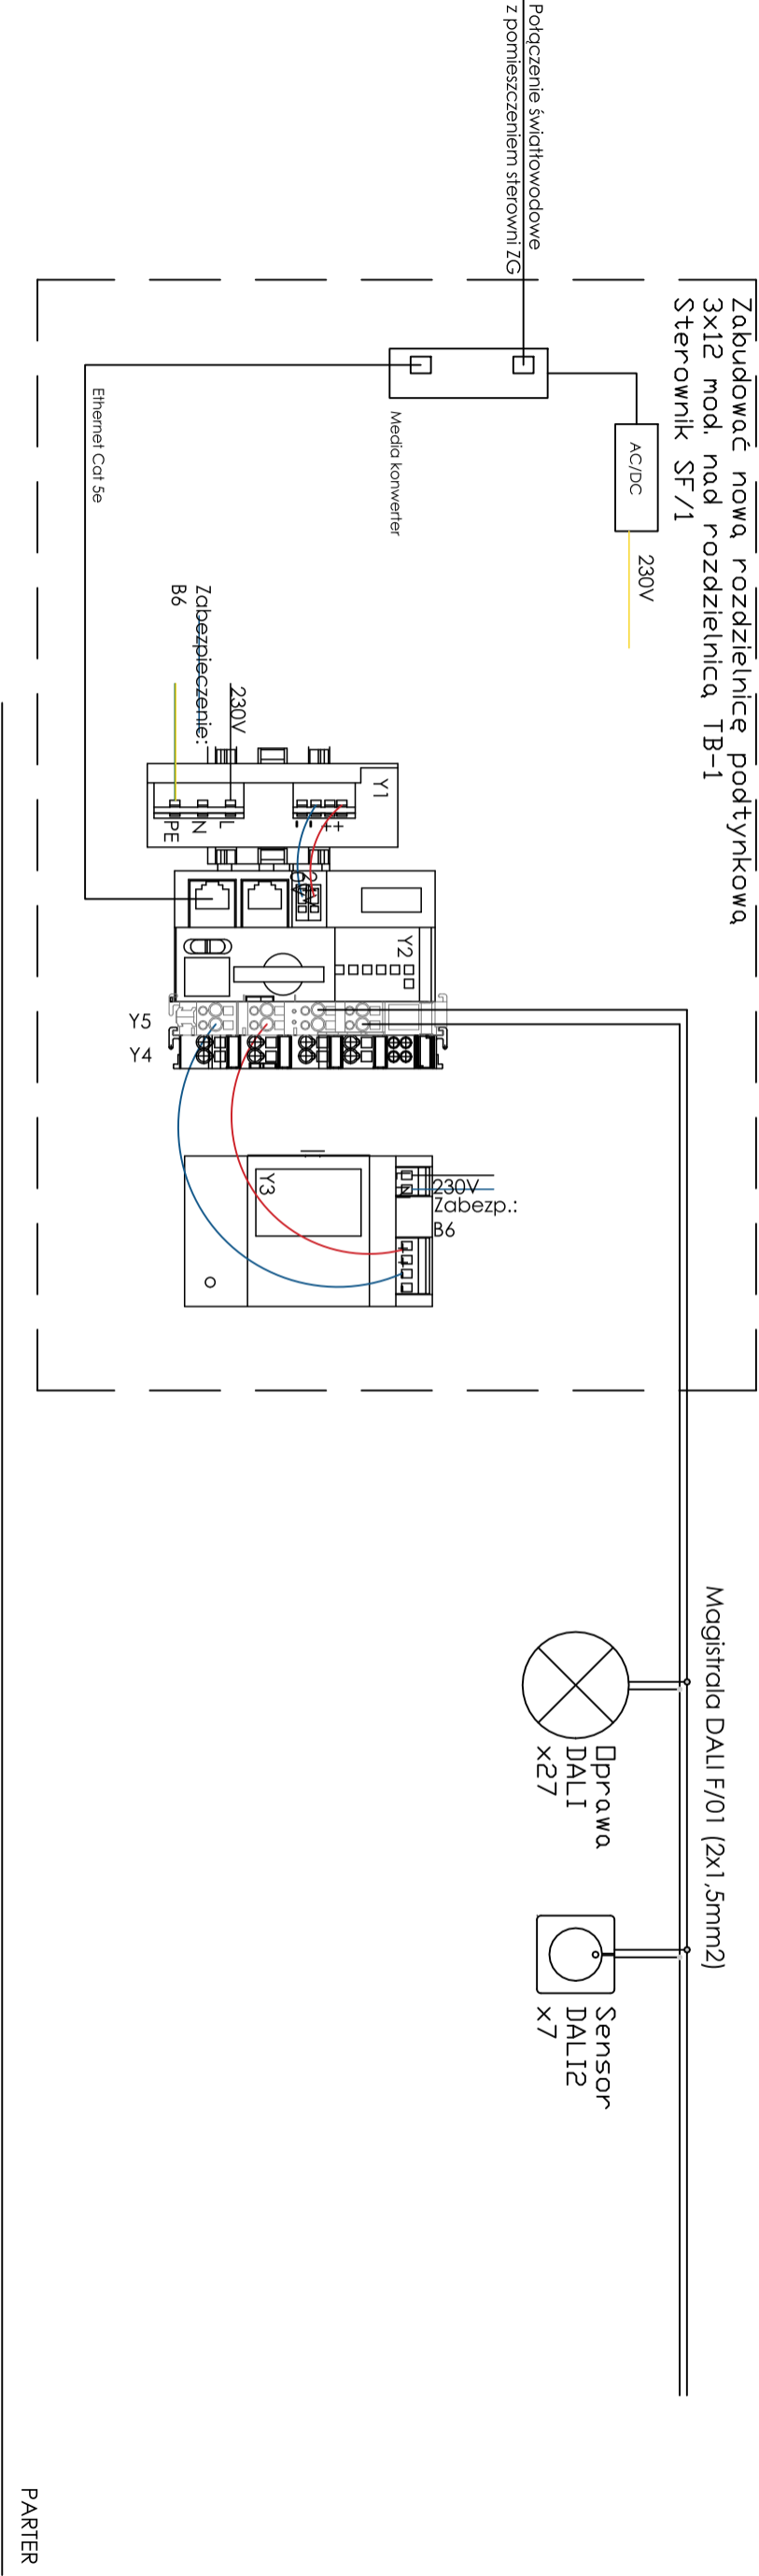 Połączenie światłowodowe
z pomieszczeniem sterowni ZG
Zabudować nową rozdzielnicę podtynkową
3x12 mod. nad rozdzielnicą TB-1
Sterownik SF/1
AC/DC
230V
Media konwerter
Ethernet Cat 5e
Zabezpieczenie:
B6
230V
Y1
+
+
-
-
L
N
PE
Y2
Y5
Y4
Y3
N
230V
Zabezp.:
B6
Magistrala DALI F/01 (2x1,5mm2)
Oprawa
DALI
x27
Sensor
DALI2
x7
PARTER